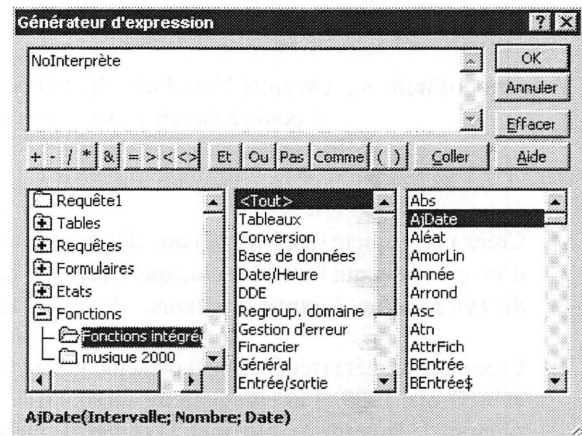 Générateur d'expression
NoInterprète
OK
Annuler
Effacer
+ - / * & = > < <> Et Ou Pas Comme ( ) Coller Aide
Requête1
Tables
Requêtes
Formulaires
Etats
Fonctions
Fonctions intégré
musique 2000
<Tout>
Tableaux
Conversion
Base de données
Date/Heure
DDE
Regroup. domaine
Gestion d'erreur
Financier
Général
Entrée/sortie
Abs
AjDate
Aléat
AmorLin
Année
Arrond
Asc
Atn
AttrFich
BEntrée
BEntrée$
AjDate(Intervalle; Nombre; Date)